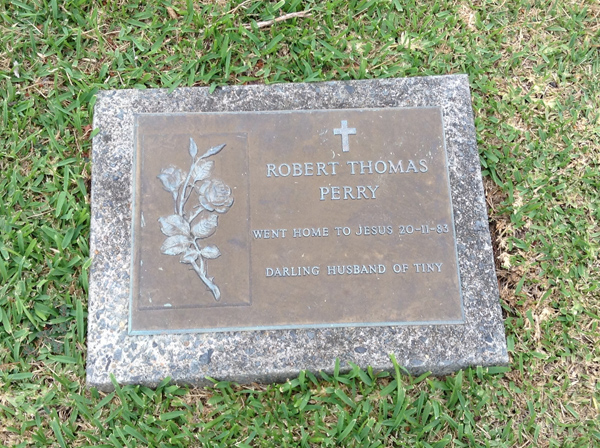 ROBERT THOMAS
PERRY
WENT HOME TO JESUS 20-11-83
DARLING HUSBAND OF TINY